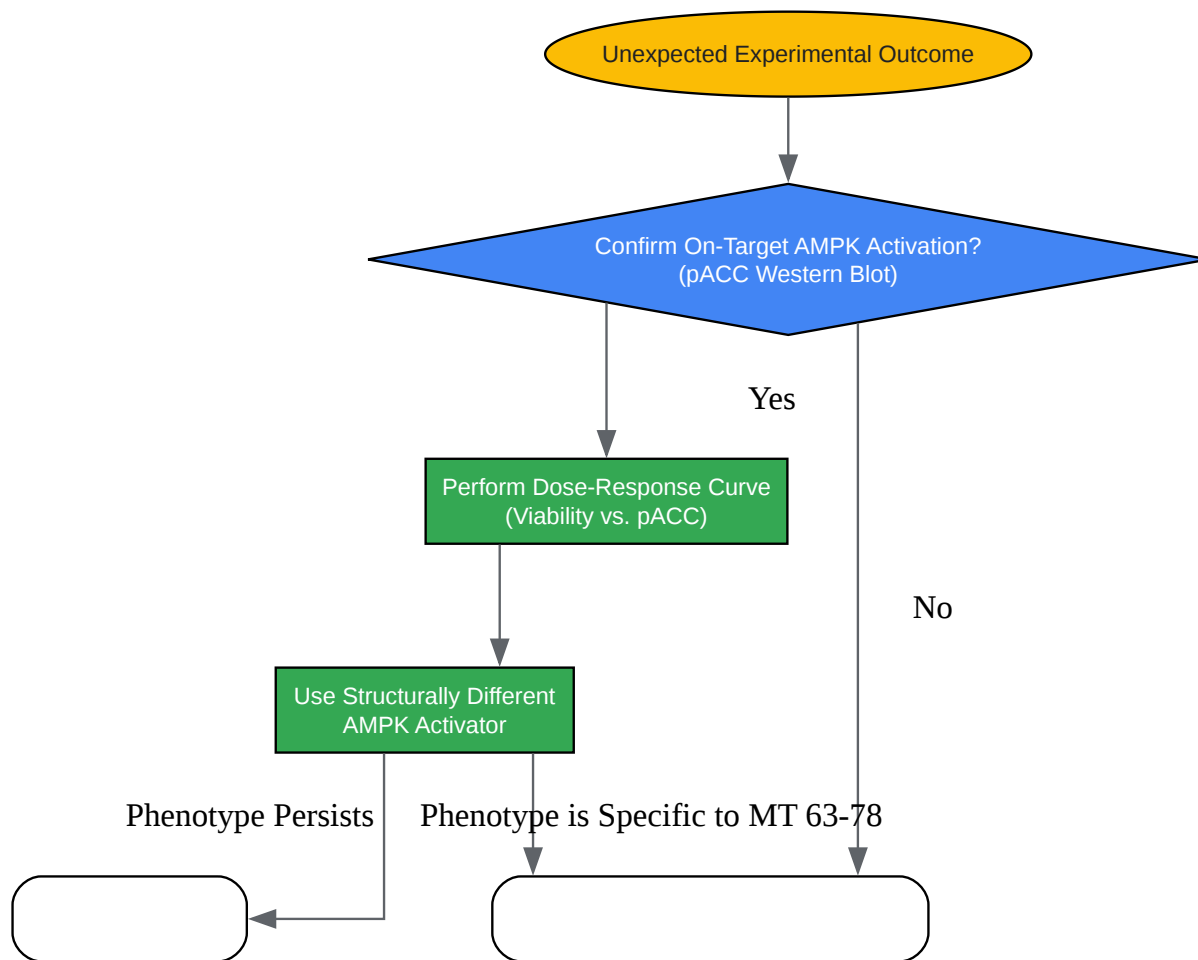 Unexpected Experimental Outcome
Confirm On-Target AMPK Activation?
(pACC Western Blot)
Yes
Perform Dose-Response Curve
(Viability vs. pACC)
No
Use Structurally Different
AMPK Activator
Phenotype Persists
Phenotype is Specific to MT 63-78